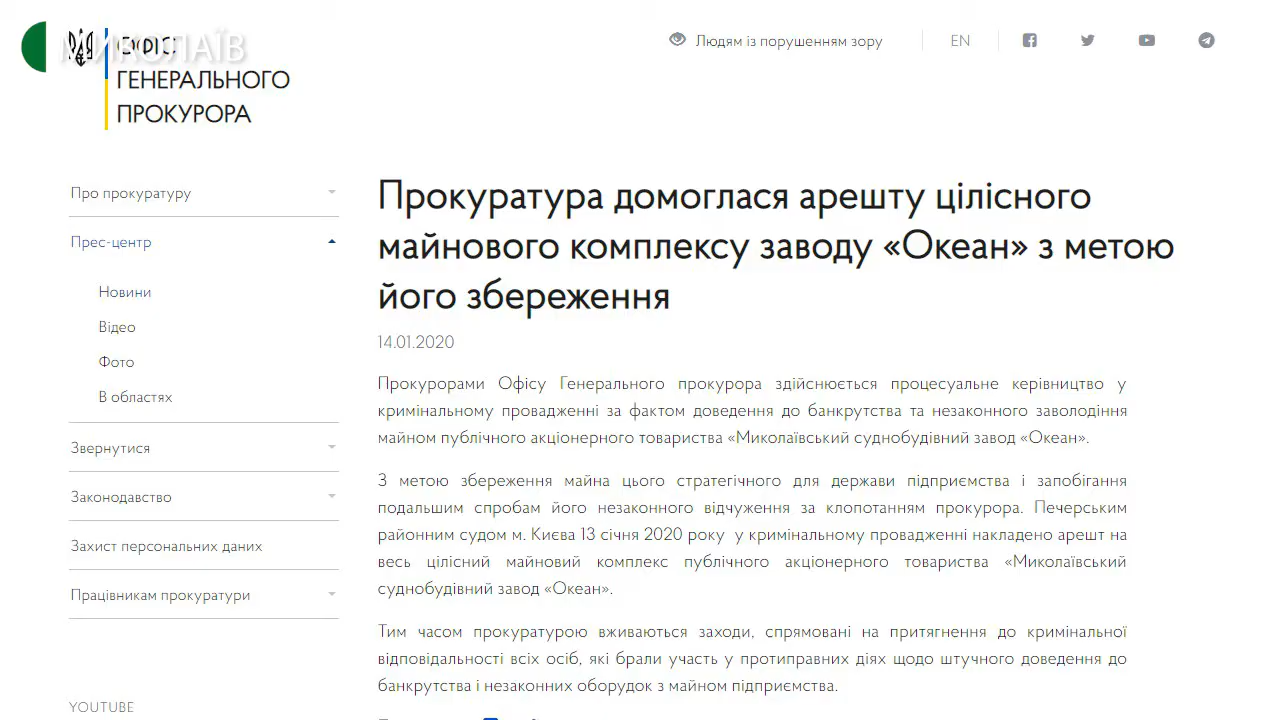 МИКОЛАЇВ
ОФІС
ГЕНЕРАЛЬНОГО
ПРОКУРОРА
Людям із порушенням зору
EN
Про прокуратуру
Прес-центр
Новини
Відео
Фото
В областях
Звернутися
Законодавство
Захист персональних даних
Працівникам прокуратури
YOUTUBE
Прокуратура домоглася арешту цілісного
майнового комплексу заводу «Океан» з метою
його збереження
14.01.2020
Прокурорами Офісу Генерального прокурора здійснюється процесуальне керівництво у
кримінальному провадженні за фактом доведення до банкрутства та незаконного заволодіння
майном публічного акціонерного товариства «Миколаївський суднобудівний завод «Океан».
З метою збереження майна цього стратегічного для держави підприємства і запобігання
подальшим спробам його незаконного відчуження за клопотанням прокурора. Печерським
районним судом м. Києва 13 січня 2020 року у кримінальному провадженні накладено арешт на
весь цілісний майновий комплекс публічного акціонерного товариства «Миколаївський
суднобудівний завод «Океан».
Тим часом прокуратурою вживаються заходи, спрямовані на притягнення до кримінальної
відповідальності всіх осіб, які брали участь у протиправних діях щодо штучного доведення до
банкрутства і незаконних оборудок з майном підприємства.